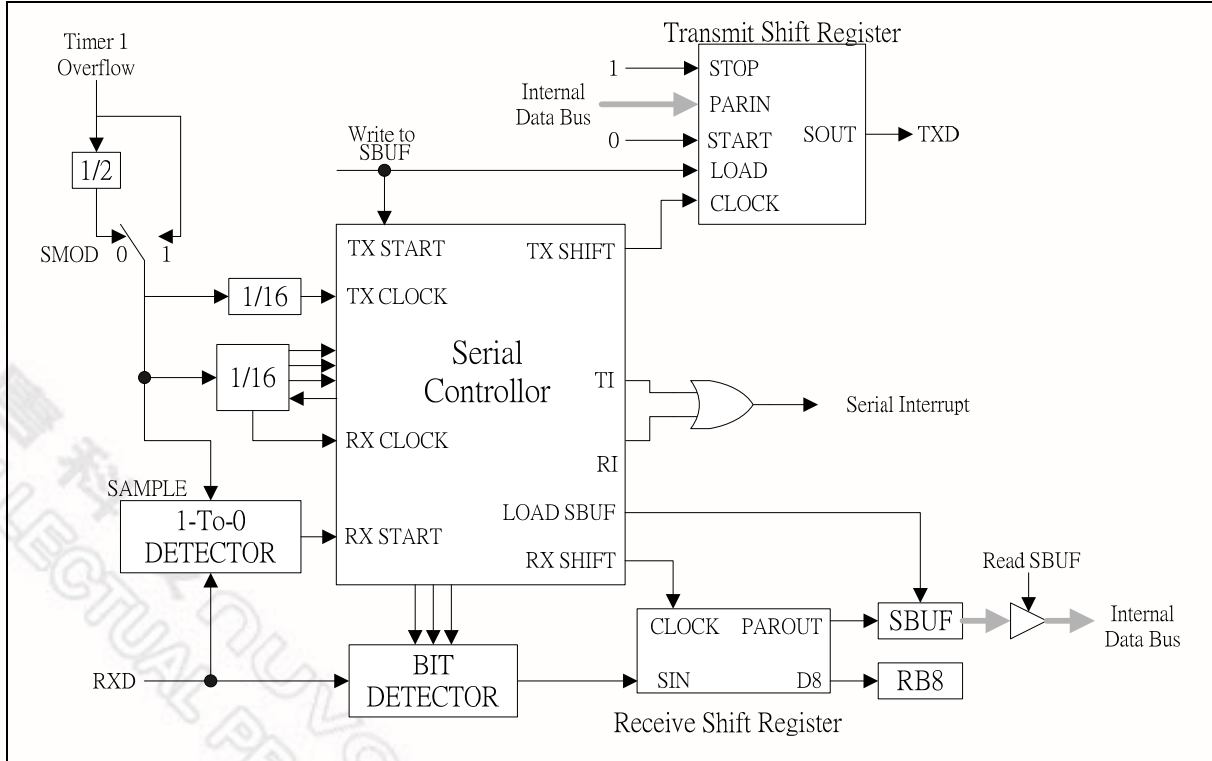 Timer 1
Overflow
1/2
SMOD 0 1
Write to
SBUF
Transmit Shift Register
1
STOP
Internal
Data Bus
PARIN
0
START
SOUT
TXD
LOAD
CLOCK
TX START
TX SHIFT
1/16
TX CLOCK
Serial
Controllor
1/16
TI
Serial Interrupt
RX CLOCK
RI
SAMPLE
1-To-0
DETECTOR
RX START
LOAD SBUF
RX SHIFT
Read SBUF
CLOCK PAROUT
SBUF
Internal
Data Bus
RXD
BIT
DETECTOR
SIN
D8
RB8
Receive Shift Register